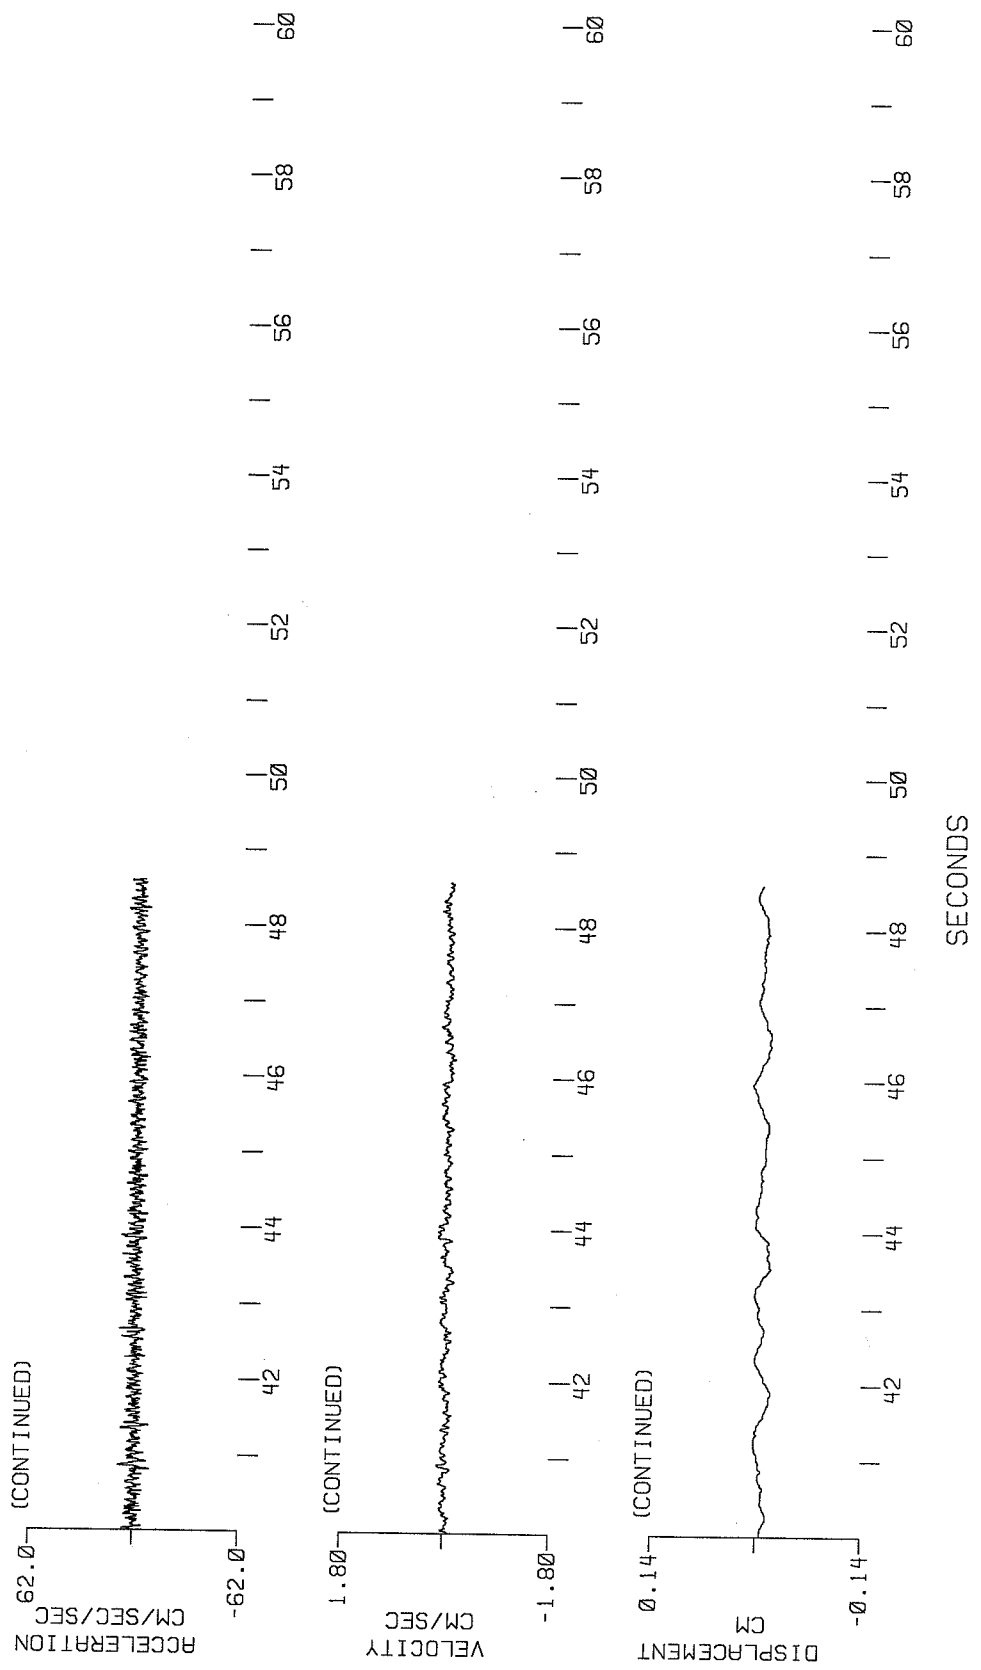 (CONTINUED)
ACCELERATION
CM/SEC/SEC
62.0
-62.0
42 44 46 48 50 52 54 56 58 60
(CONTINUED)
VELOCITY
CM/SEC
1.80
-1.80
42 44 46 48 50 52 54 56 58 60
(CONTINUED)
DISPLACEMENT
CM
0.14
-0.14
42 44 46 48 50 52 54 56 58 60
SECONDS